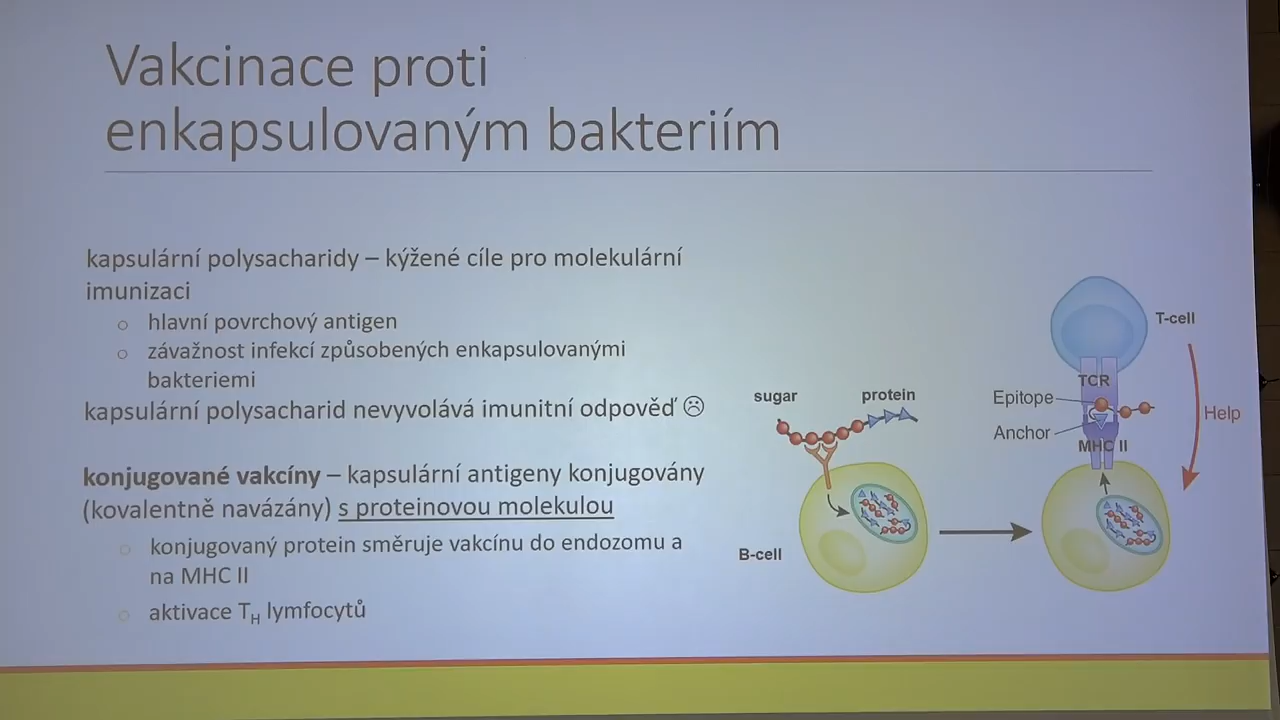 Vakcinace proti
enkapsulovaným bakteriím
kapsulární polysacharidy – kýžené cíle pro molekulární
imunizaci
○ hlavní povrchový antigen
○ závažnost infekcí způsobených enkapsulovanými
bakteriemi
kapsulární polysacharid nevyvolává imunitní odpověď ☹
konjugované vakcíny – kapsulární antigeny konjugovány
(kovalentně navázány) s proteinovou molekulou
○ konjugovaný protein směruje vakcínu do endozomu a
na MHC II
○ aktivace TH lymfocytů
sugar
protein
B-cell
T-cell
TCR
Epitope
Anchor
MHC II
Help